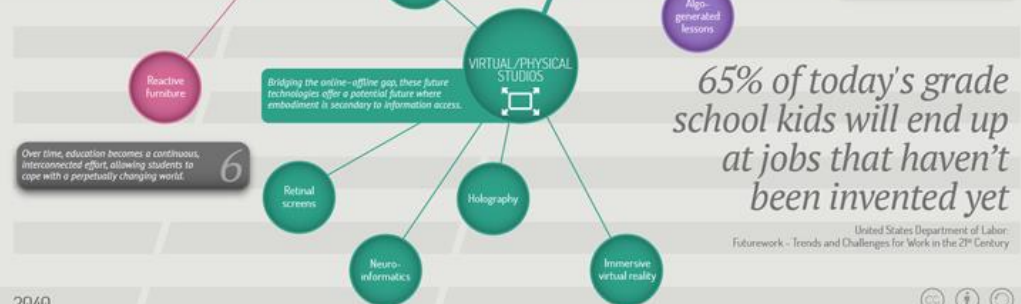 Algo-
generated
lessons
VIRTUAL/PHYSICAL
STUDIOS
Reactive
furniture
Bridging the online-offline gap, these future
technologies offer a potential future where
embodiment is secondary to information access.
65% of today's grade
school kids will end up
at jobs that haven't
been invented yet
United States Department of Labor:
Futurework - Trends and Challenges for Work in the 21st Century
Over time, education becomes a continuous,
interconnected effort, allowing students to
cope with a perpetually changing world.
6
Retinal
screens
Holography
Neuro-
informatics
Immersive
virtual reality
2040